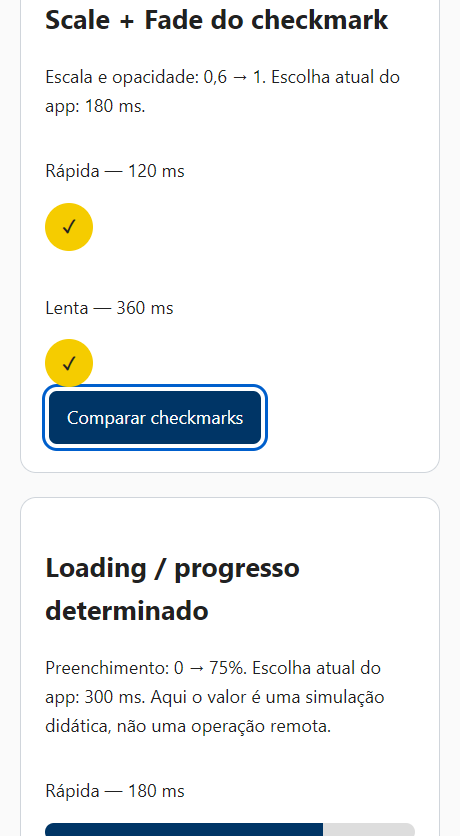 Scale + Fade do checkmark
Escala e opacidade: 0,6 → 1. Escolha atual do
app: 180 ms.
Rápida — 120 ms
✓
Lenta — 360 ms
✓
Comparar checkmarks
Loading / progresso
determinado
Preenchimento: 0 → 75%. Escolha atual do
app: 300 ms. Aqui o valor é uma simulação
didática, não uma operação remota.
Rápida — 180 ms